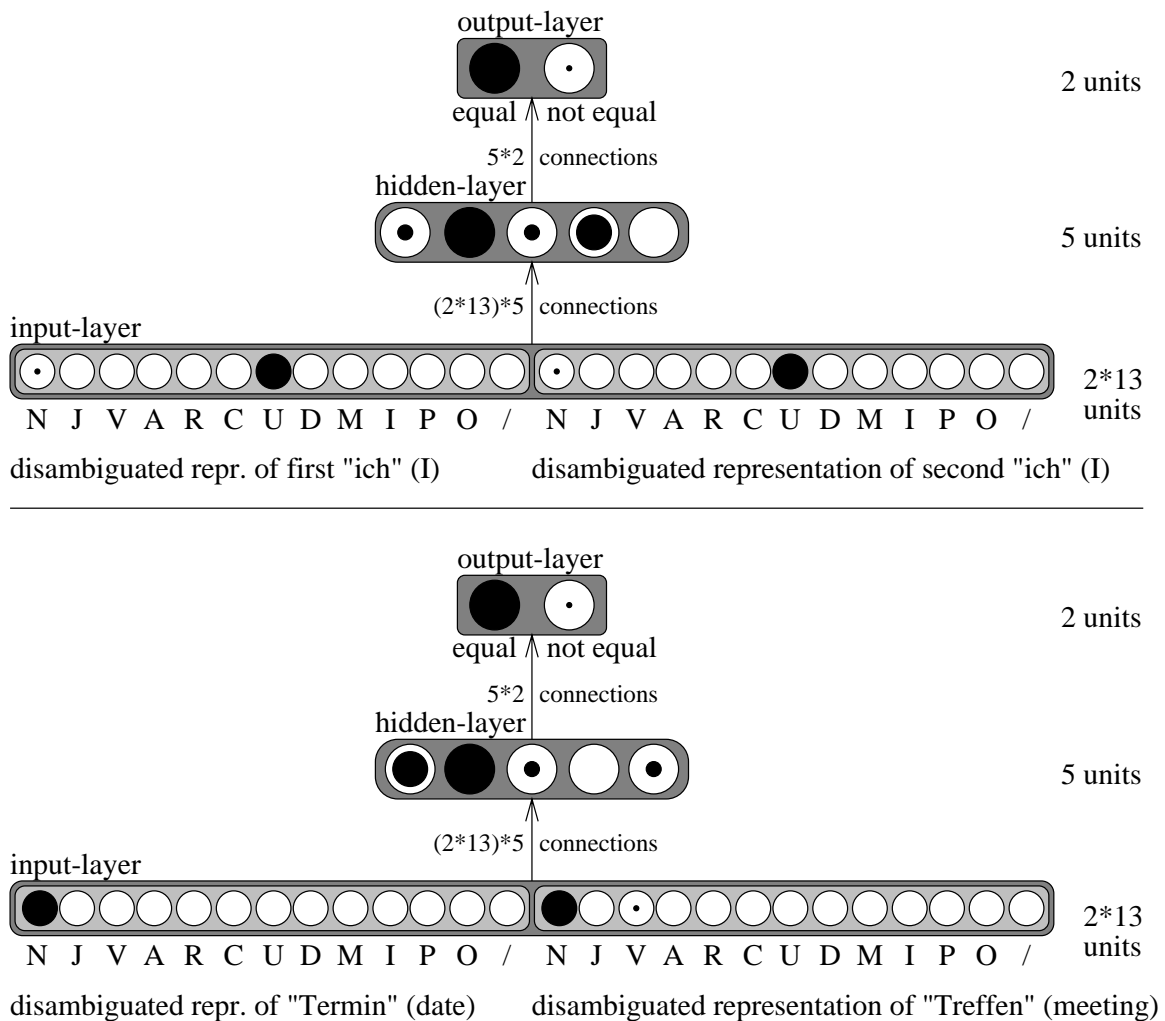 output-layer
2 units
equal not equal
5*2 connections
hidden-layer
5 units
(2*13)*5 connections
input-layer
2*13
units
N J V A R C U D M I P O / N J V A R C U D M I P O /
disambiguated repr. of first "ich" (I) disambiguated representation of second "ich" (I)
output-layer
2 units
equal not equal
5*2 connections
hidden-layer
5 units
(2*13)*5 connections
input-layer
2*13
units
N J V A R C U D M I P O / N J V A R C U D M I P O /
disambiguated repr. of "Termin" (date) disambiguated representation of "Treffen" (meeting)